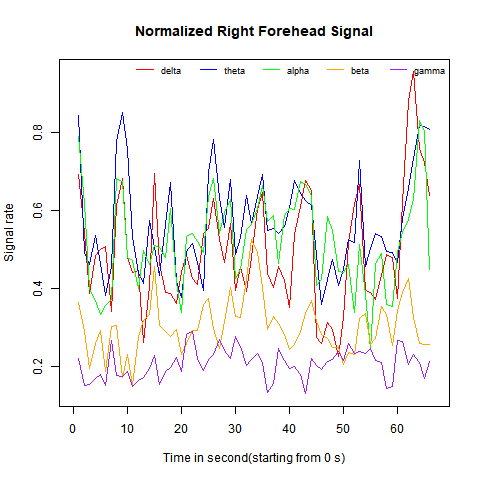 Normalized Right Forehead Signal
delta theta alpha beta gamma
Signal rate
0.2 0.4 0.6 0.8
0 10 20 30 40 50 60
Time in second(starting from 0 s)